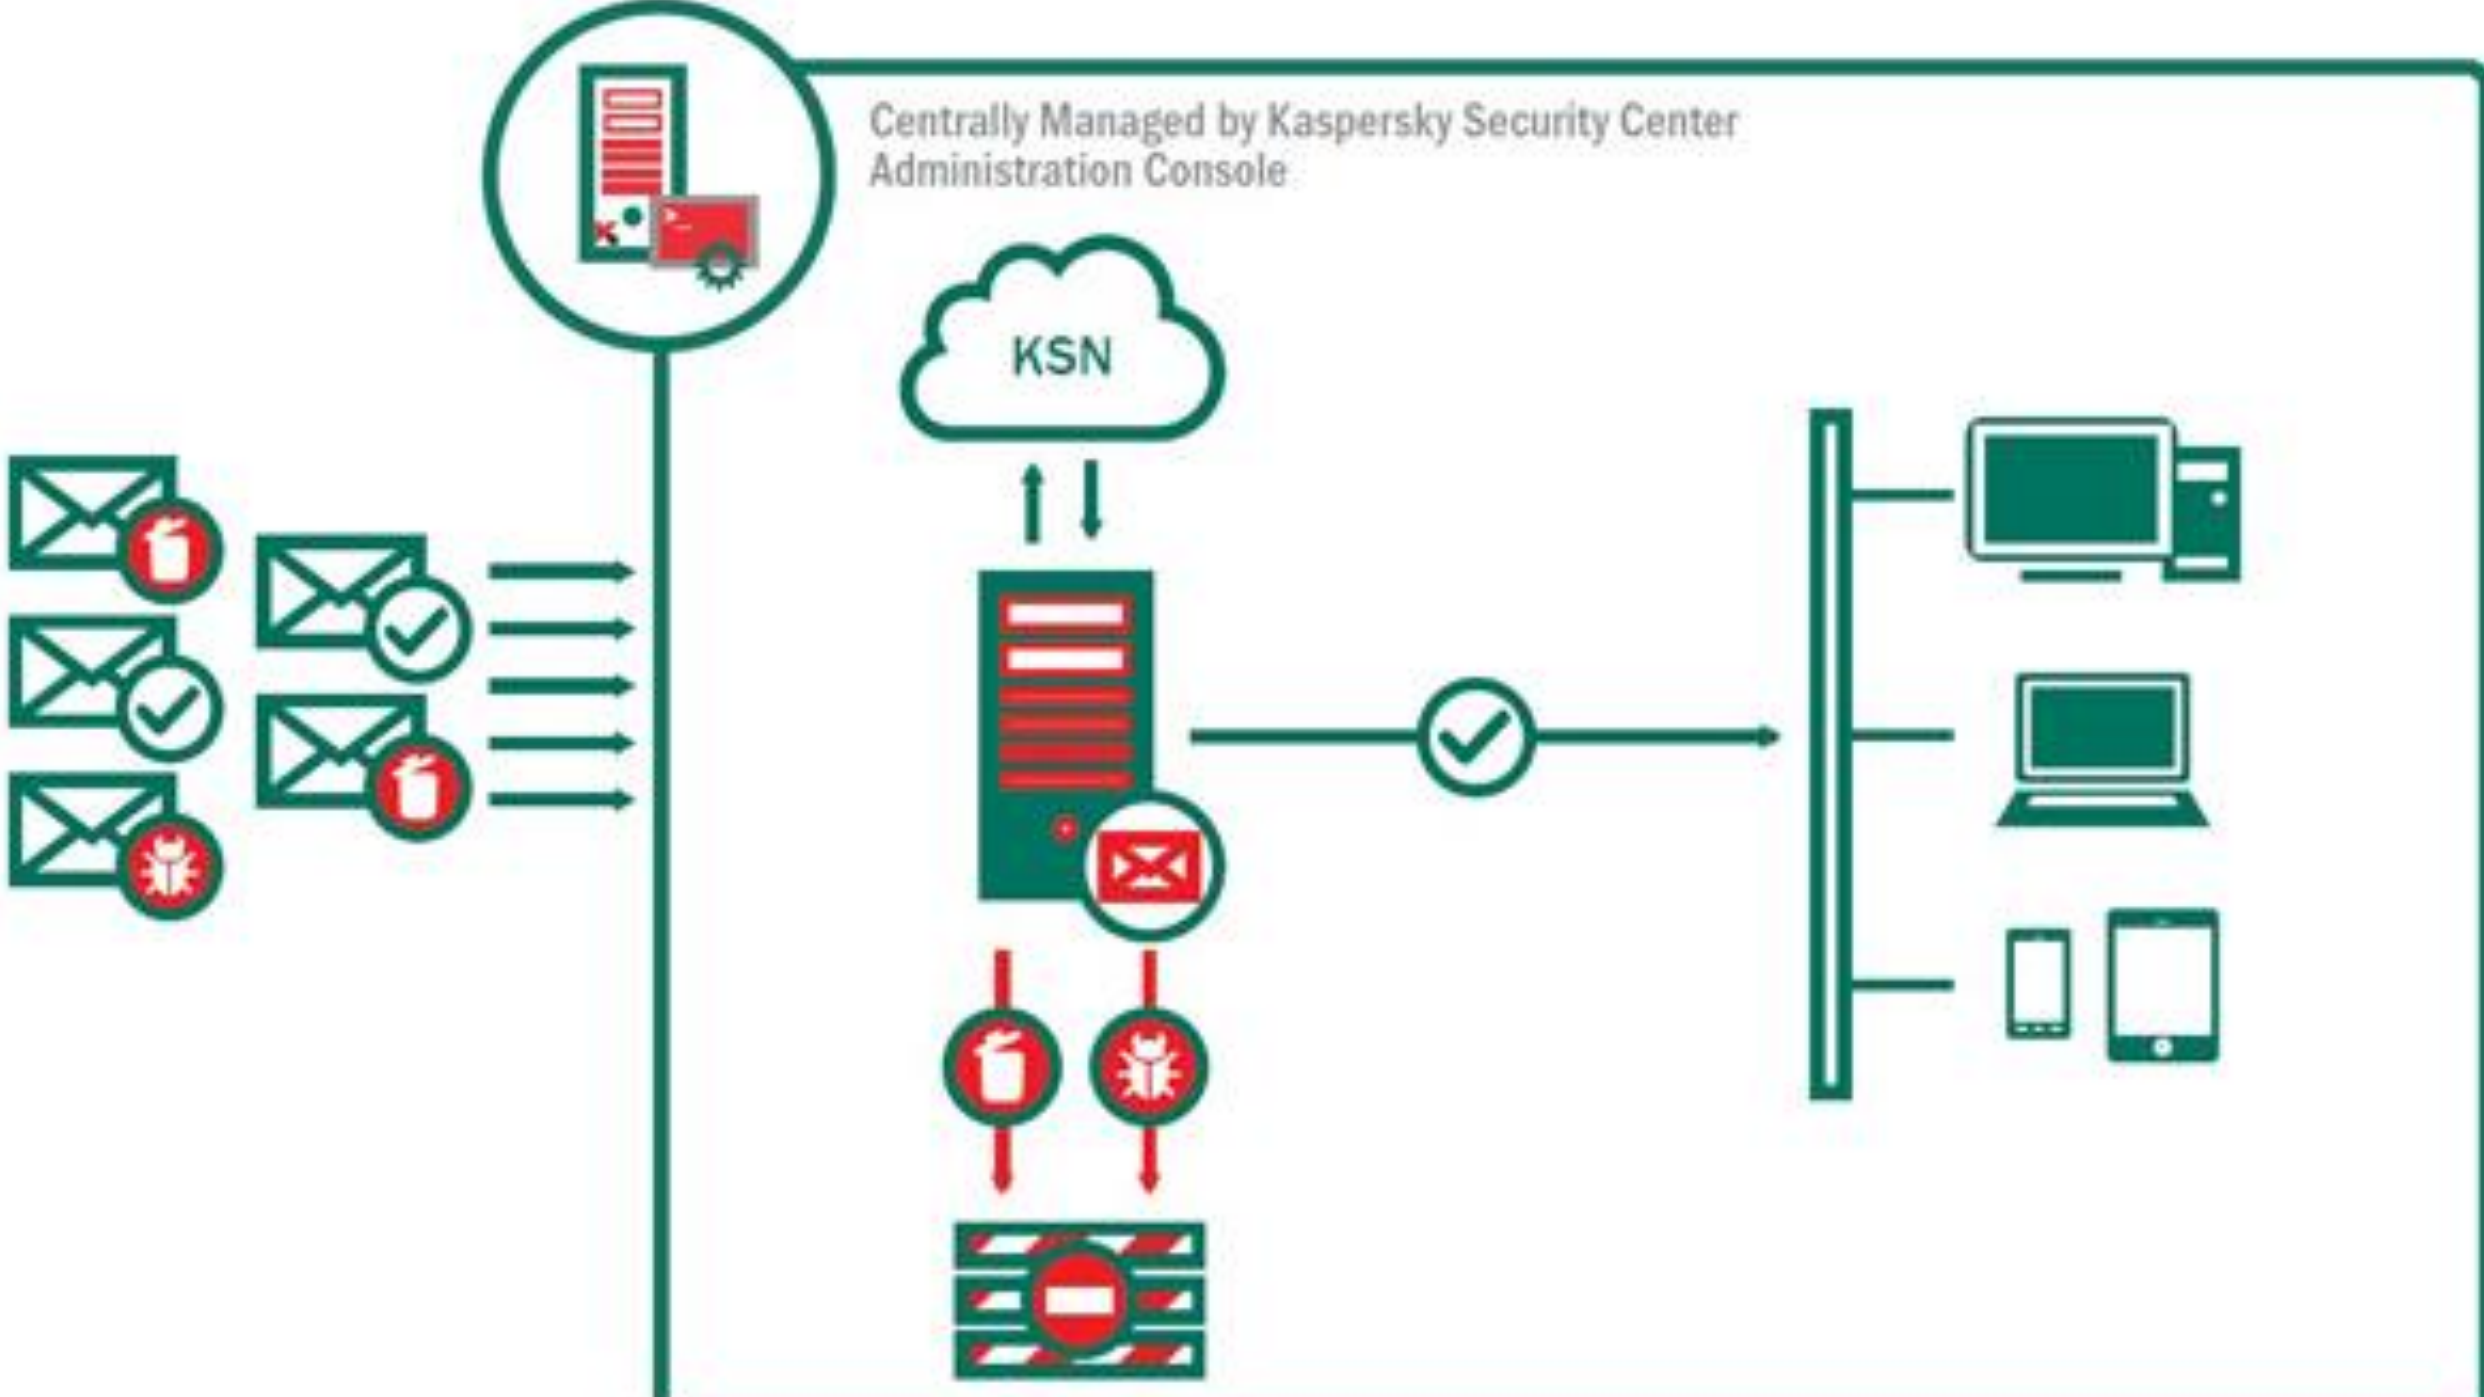 Centrally Managed by Kaspersky Security Center
Administration Console
KSN